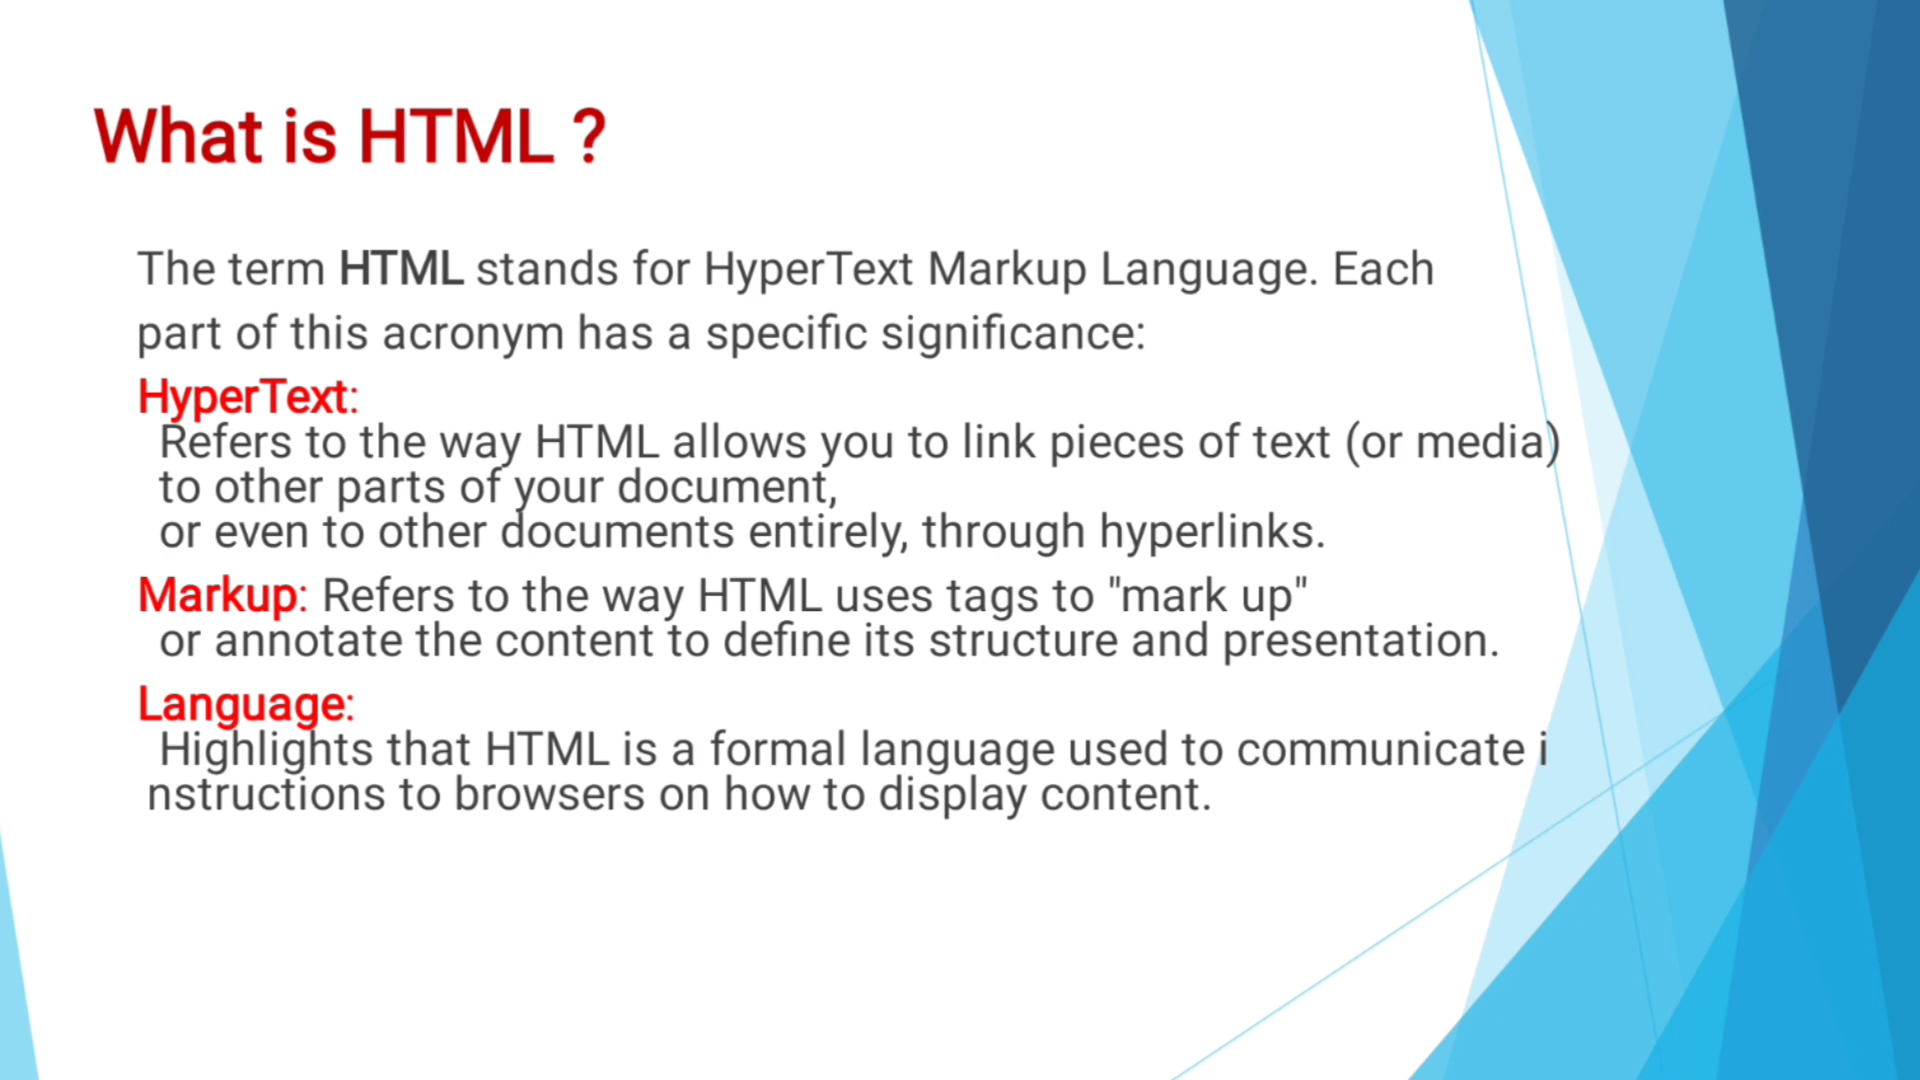 What is HTML ?
The term HTML stands for HyperText Markup Language. Each
part of this acronym has a specific significance:
HyperText:
Refers to the way HTML allows you to link pieces of text (or media)
to other parts of your document,
or even to other documents entirely, through hyperlinks.
Markup: Refers to the way HTML uses tags to "mark up"
or annotate the content to define its structure and presentation.
Language:
Highlights that HTML is a formal language used to communicate i
nstructions to browsers on how to display content.